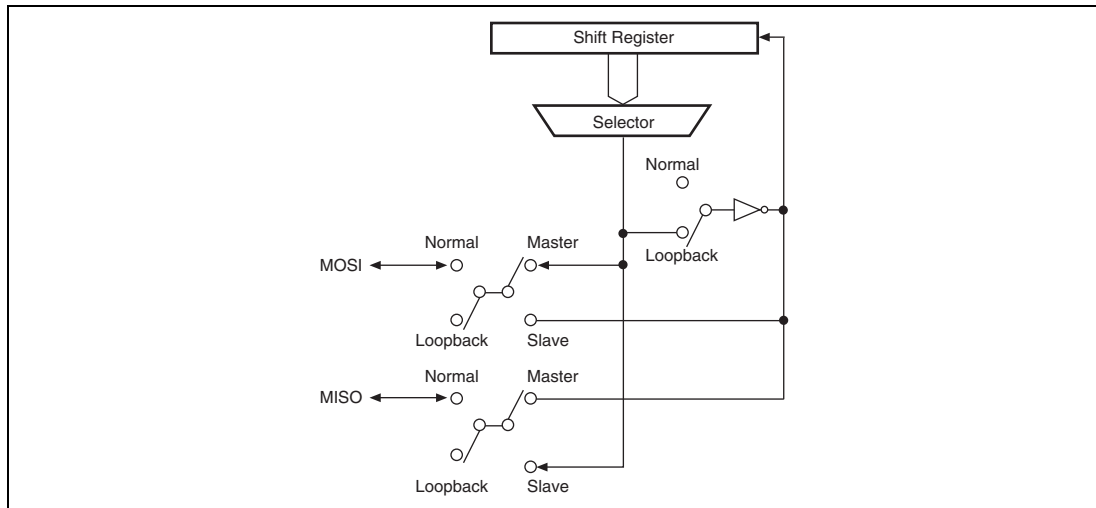 Shift Register
Selector
Normal
Loopback
Normal Master
MOSI
Loopback Slave
Normal Master
MISO
Loopback Slave